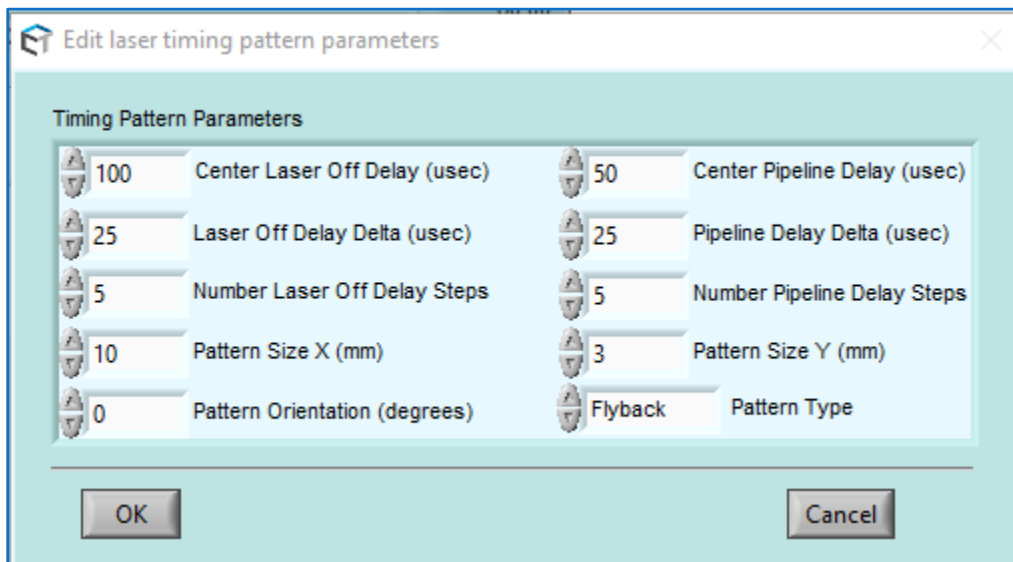 Edit laser timing pattern parameters
Timing Pattern Parameters
100 Center Laser Off Delay (usec) 50 Center Pipeline Delay (usec)
25 Laser Off Delay Delta (usec) 25 Pipeline Delay Delta (usec)
5 Number Laser Off Delay Steps 5 Number Pipeline Delay Steps
10 Pattern Size X (mm) 3 Pattern Size Y (mm)
0 Pattern Orientation (degrees) Flyback Pattern Type
OK Cancel